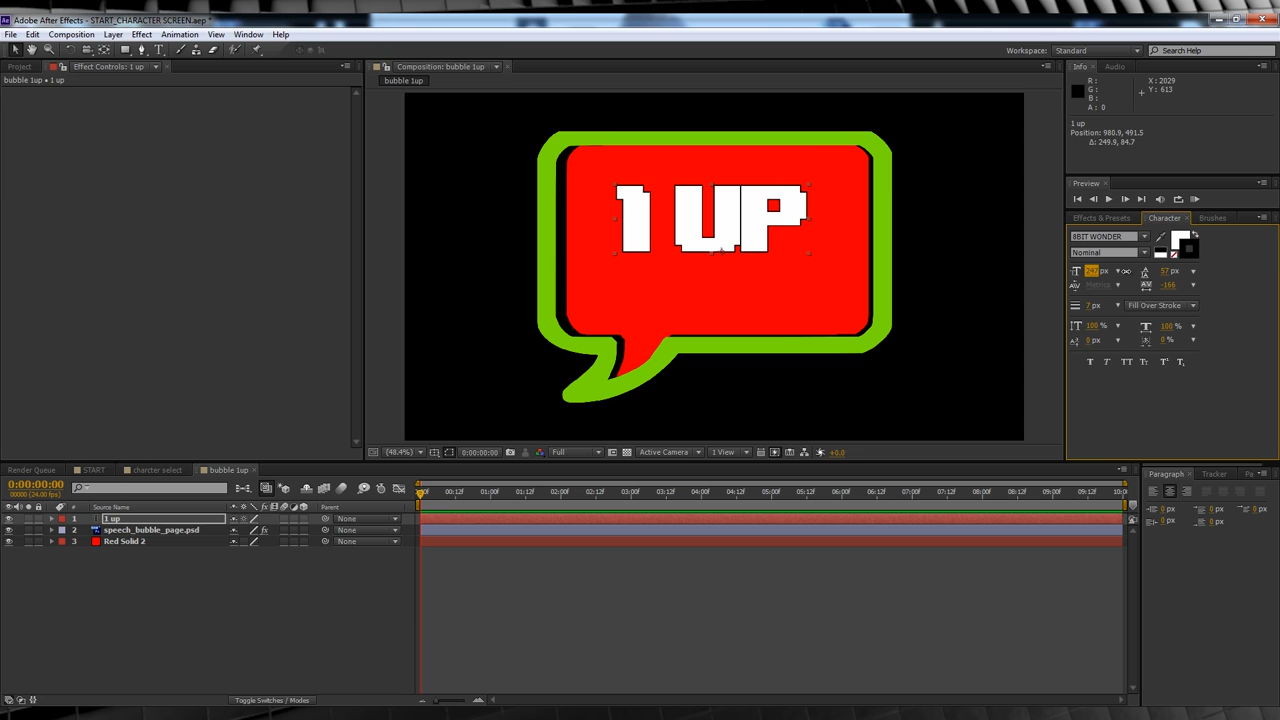 Adobe After Effects - START_CHARACTER SCREEN.aep *
File Edit Composition Layer Effect Animation View Window Help
Workspace: Standard Search Help
Project Effect Controls: 1 up Composition: bubble 1up Info Audio
bubble 1up • 1 up
bubble 1up
R :
G :
B :
A : 0
X : 2029
Y : 613
1 up
Position: 980.9, 491.5
Δ: 249.9, 84.7
1 UP
Preview
Effects & Presets Character Brushes
8BIT WONDER
Nominal
px 57 px
Metrics -166
7 px Fill Over Stroke
100 % 100 %
0 px 0 %
T T TT Tt T¹ T₁
(48.4%) 0:00:00:00 Full Active Camera 1 View +0.0
Render Queue START charcter select bubble 1up
Paragraph Tracker Pa
0:00:00:00
00000 (24.00 fps)
00:12f 01:00f 01:12f 02:00f 02:12f 03:00f 03:12f 04:00f 04:12f 05:00f 05:12f 06:00f 06:12f 07:00f 07:12f 08:00f 08:12f 09:00f 09:12f
# Source Name Parent
1 1 up None
2 speech_bubble_page.psd fx None
3 Red Solid 2 None
0 px 0 px 0 px
0 px 0 px
Toggle Switches / Modes